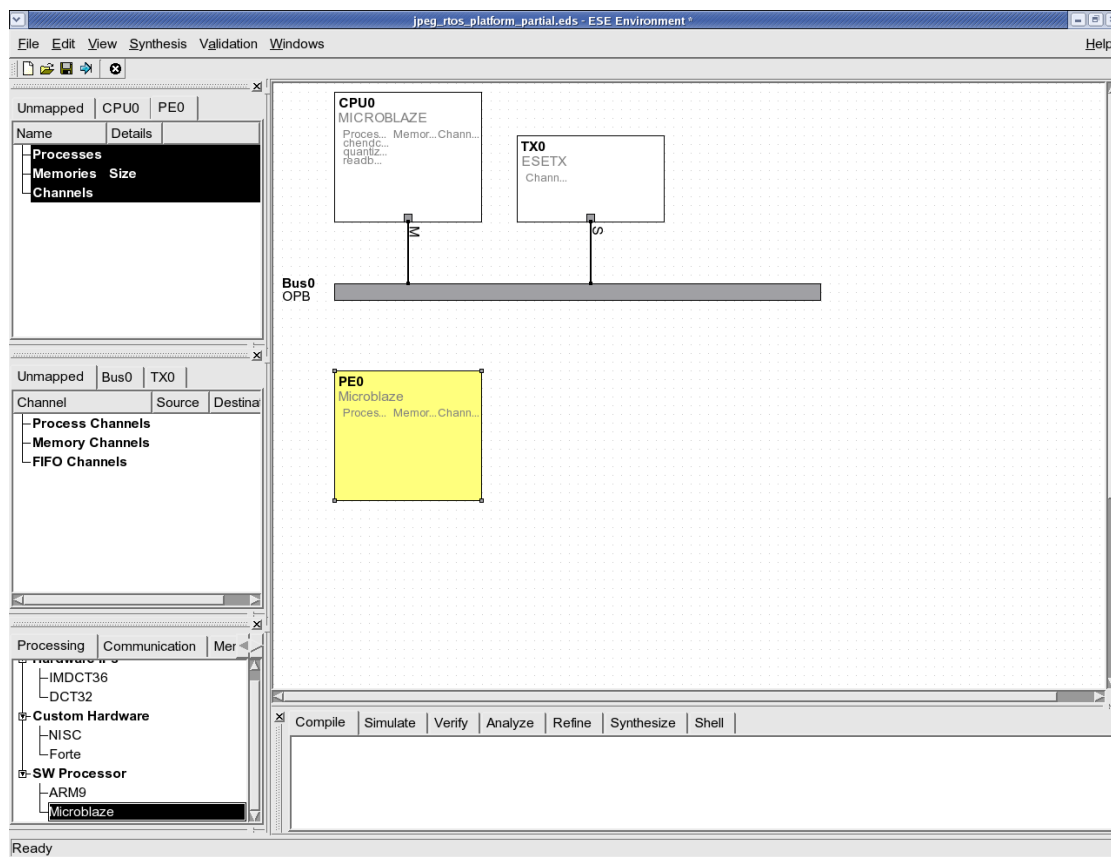 jpeg_rtos_platform_partial.eds - ESE Environment *
File Edit View Synthesis Validation Windows Help
Unmapped CPU0 PE0
Name Details
Processes
Memories Size
Channels
Unmapped Bus0 TX0
Channel Source Destina
Process Channels
Memory Channels
FIFO Channels
Processing Communication Mer
Hardware IPs
IMDCT36
DCT32
Custom Hardware
NISC
Forte
SW Processor
ARM9
Microblaze
CPU0
MICROBLAZE
Proces... Memor... Chann...
chendc...
quantiz...
readb...
M
TX0
ESETX
Chann...
S
Bus0
OPB
PE0
Microblaze
Proces... Memor... Chann...
Compile Simulate Verify Analyze Refine Synthesize Shell
Ready